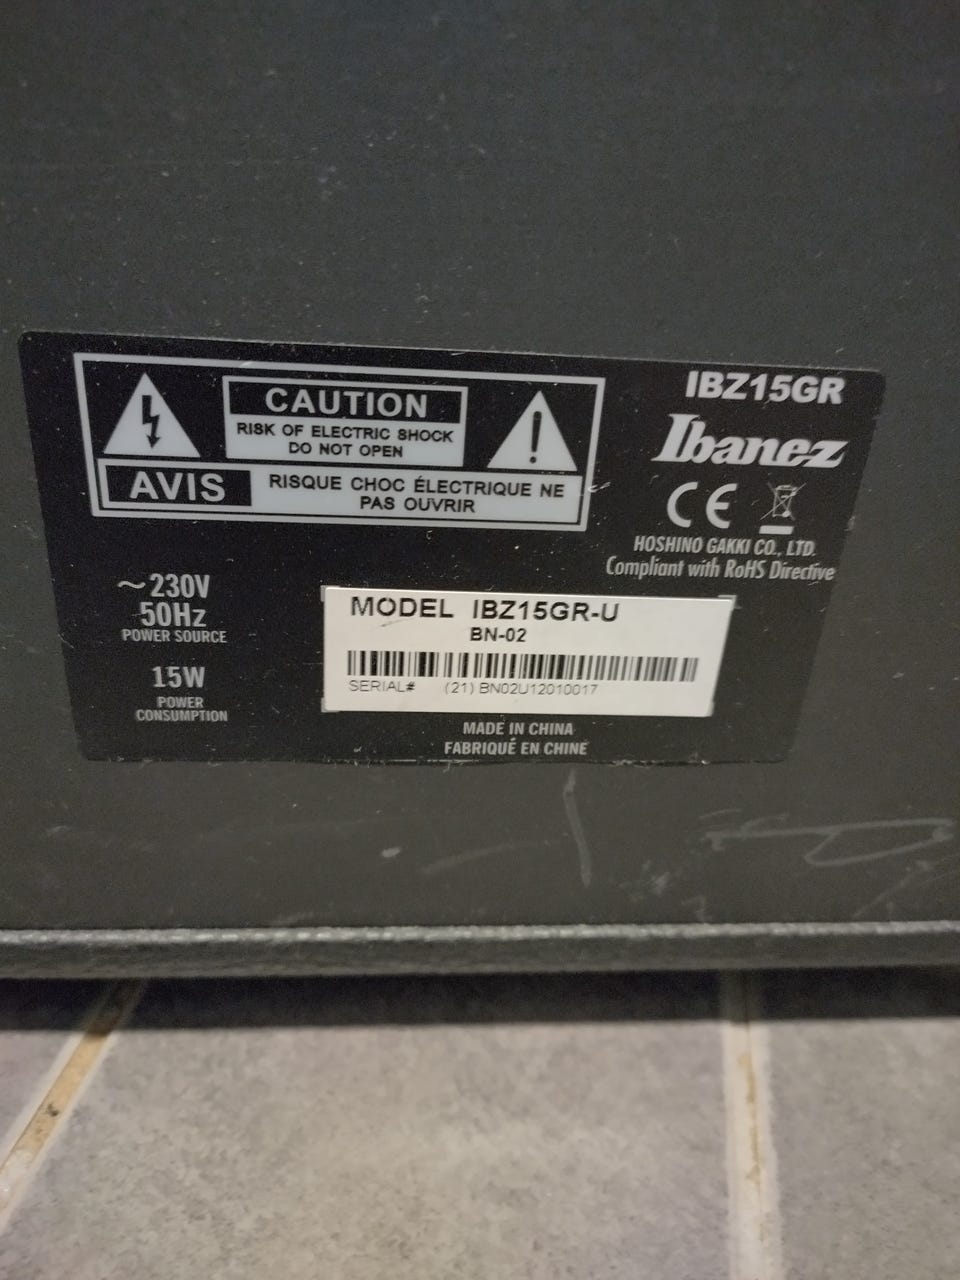 CAUTION
RISK OF ELECTRIC SHOCK
DO NOT OPEN
AVIS
RISQUE CHOC ÉLECTRIQUE NE
PAS OUVRIR
IBZ15GR
Ibanez
CE
HOSHINO GAKKI CO., LTD.
Compliant with RoHS Directive
~230V
50Hz
POWER SOURCE
15W
POWER
CONSUMPTION
MODEL IBZ15GR-U
BN-02
SERIAL# (21) BN02U12010017
MADE IN CHINA
FABRIQUÉ EN CHINE